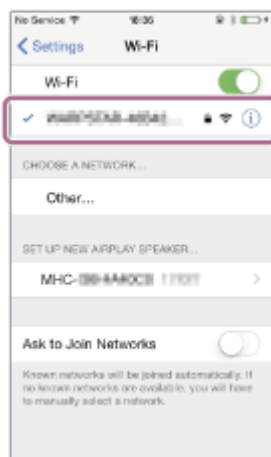 No Service 16:36
Settings Wi-Fi
Wi-Fi
CHOOSE A NETWORK...
Other...
SET UP NEW AIRPLAY SPEAKER...
MHC-
Ask to Join Networks
Known networks will be joined automatically. If
no known networks are available, you will have
to manually select a network.